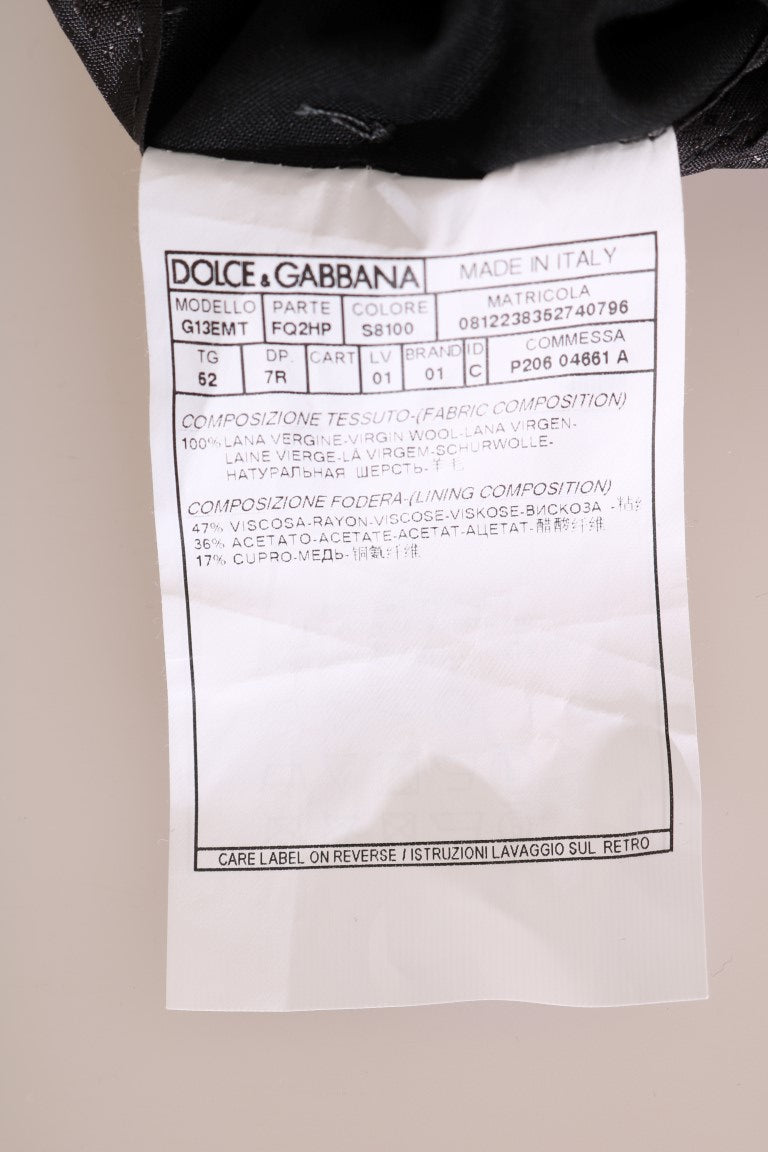 DOLCE & GABBANA MADE IN ITALY
MODELLO PARTE COLORE MATRICOLA
G13EMT FQ2HP S8100 0812238352740796
TG DP. CART LV BRAND ID COMMESSA
52 7R 01 01 C P206 04661 A
COMPOSIZIONE TESSUTO-(FABRIC COMPOSITION)
100% LANA VERGINE-VIRGIN WOOL-LANA VIRGEN-
LAINE VIERGE-LA VIRGEM-SCHURWOLLE-
НАТУРАЛЬНАЯ ШЕРСТЬ-羊毛
COMPOSIZIONE FODERA-(LINING COMPOSITION)
47% VISCOSA-RAYON-VISCOSE-VISKOSE-ВИСКОЗА -粘纤
36% ACETATO-ACETATE-ACETAT-АЦЕТАТ-醋酸纤维
17% CUPRO-МЕДЬ-铜氨纤维
CARE LABEL ON REVERSE / ISTRUZIONI LAVAGGIO SUL RETRO